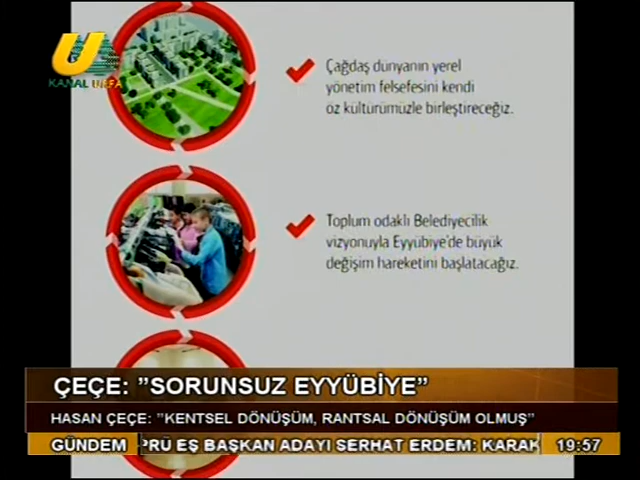 KANAL URFA
Çağdaş dünyanın yerel
yönetim felsefesini kendi
öz kültürümüzle birleştireceğiz.
Toplum odaklı Belediyecilik
vizyonuyla Eyyübiye'de büyük
değişim hareketini başlatacağız.
ÇEÇE: "SORUNSUZ EYYÜBİYE"
HASAN ÇEÇE: "KENTSEL DÖNÜŞÜM, RANTSAL DÖNÜŞÜM OLMUŞ"
GÜNDEM PRÜ EŞ BAŞKAN ADAYI SERHAT ERDEM: KARAK 19:57